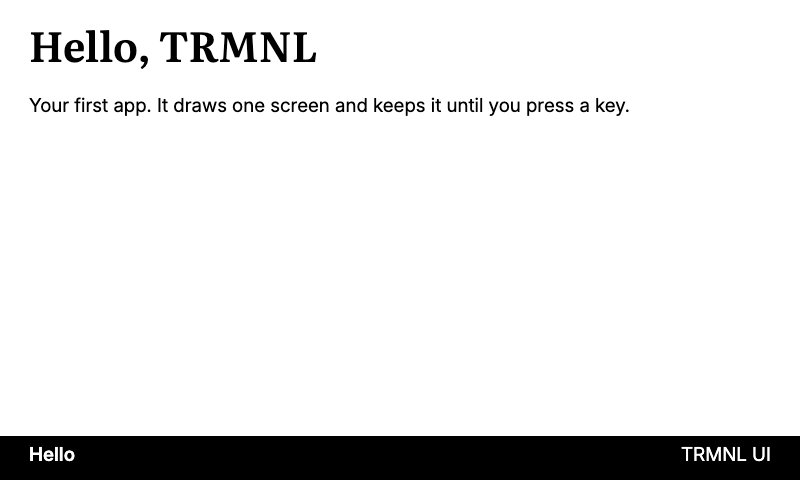 Hello, TRMNL
Your first app. It draws one screen and keeps it until you press a key.
Hello
TRMNL UI